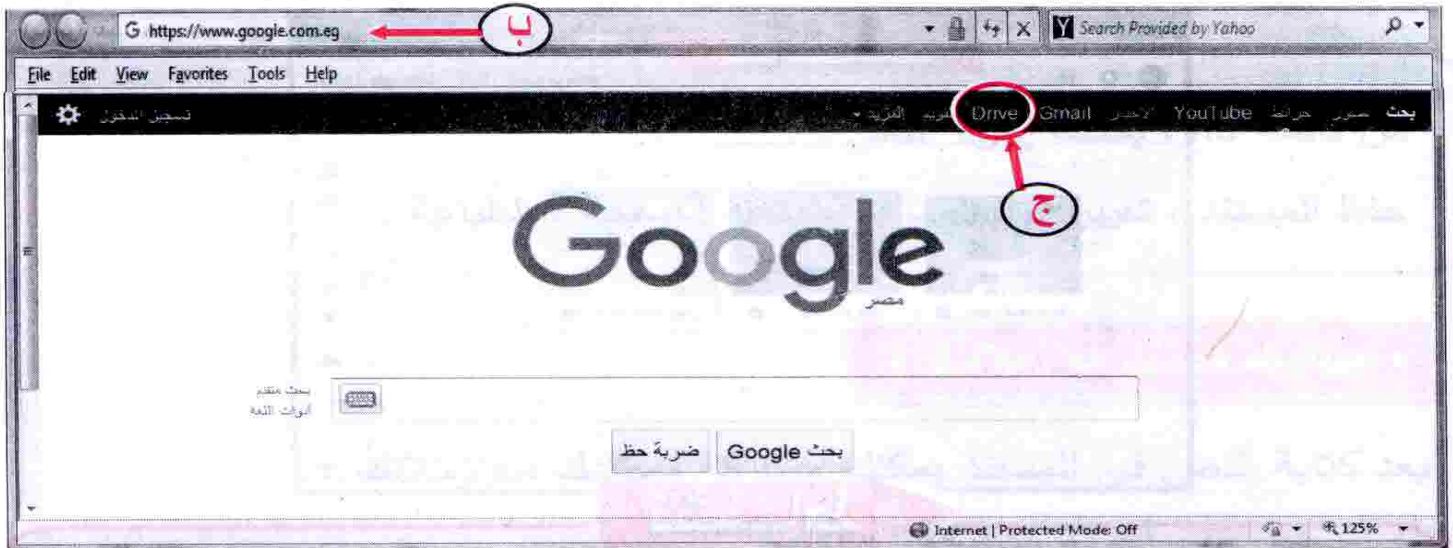 https://www.google.com.eg
ب
Search Provided by Yahoo
File Edit View Favorites Tools Help
بحث صور خرائط YouTube الأخبار Gmail Drive تقويم المزيد
تسجيل الدخول
ج
Google
مصر
بحث متقدم
أدوات اللغة
بحث Google ضربة حظ
Internet | Protected Mode: Off
125%